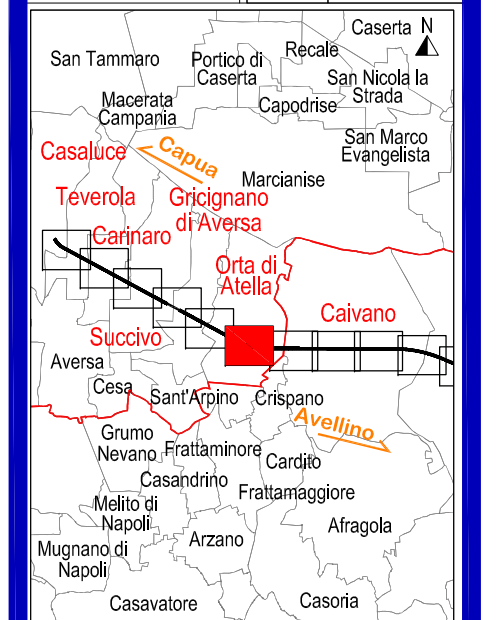 Caserta
N
San Tammaro
Portico di
Caserta
Recale
San Nicola la
Strada
Macerata
Campania
Capodrise
San Marco
Evangelista
Casaluce
Capua
Marcianise
Teverola
Gricignano
di Aversa
Carinaro
Orta di
Atella
Caivano
Succivo
Aversa
Cesa
Sant'Arpino
Crispano
Avellino
Grumo
Nevano
Frattaminore
Cardito
Casandrino
Frattamaggiore
Melito di
Napoli
Afragola
Arzano
Mugnano di
Napoli
Casavatore
Casoria